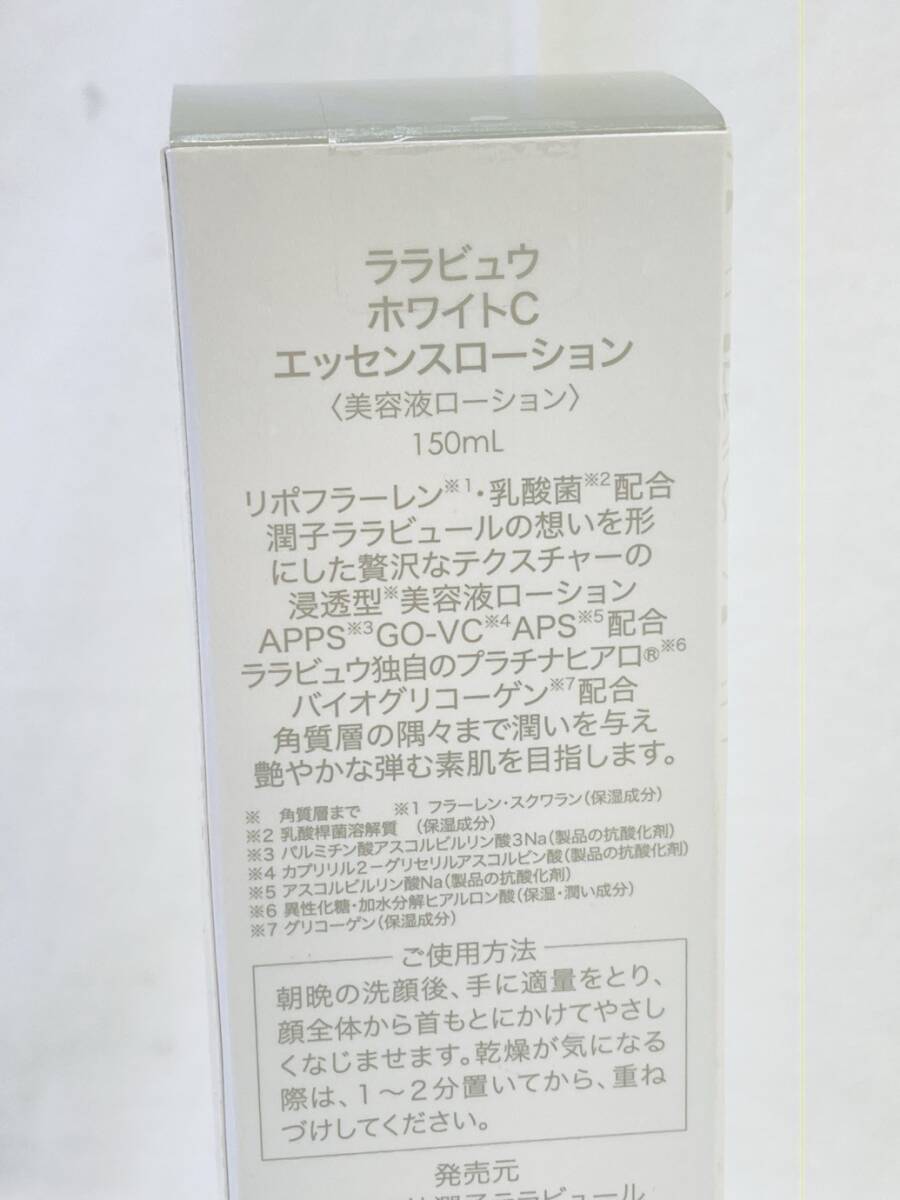 ララビュウ
ホワイトC
エッセンスローション
〈美容液ローション〉
150mL
リポフラーレン※1・乳酸菌※2配合
潤子ララビュールの想いを形
にした贅沢なテクスチャーの
浸透型※美容液ローション
APPS※3GO-VC※4APS※5配合
ララビュウ独自のプラチナヒアロ®※6
バイオグリコーゲン※7配合
角質層の隅々まで潤いを与え
艶やかな弾む素肌を目指します。
※ 角質層まで ※1 フラーレン・スクワラン（保湿成分）
※2 乳酸桿菌溶解質 （保湿成分）
※3 パルミチン酸アスコルビルリン酸3Na（製品の抗酸化剤）
※4 カプリリル2－グリセリルアスコルビン酸（製品の抗酸化剤）
※5 アスコルビルリン酸Na（製品の抗酸化剤）
※6 異性化糖・加水分解ヒアルロン酸（保湿・潤い成分）
※7 グリコーゲン（保湿成分）
ご使用方法
朝晩の洗顔後、手に適量をとり、
顔全体から首もとにかけてやさし
くなじませます。乾燥が気になる
際は、1～2分置いてから、重ね
づけしてください。
発売元
潤子ララビュール